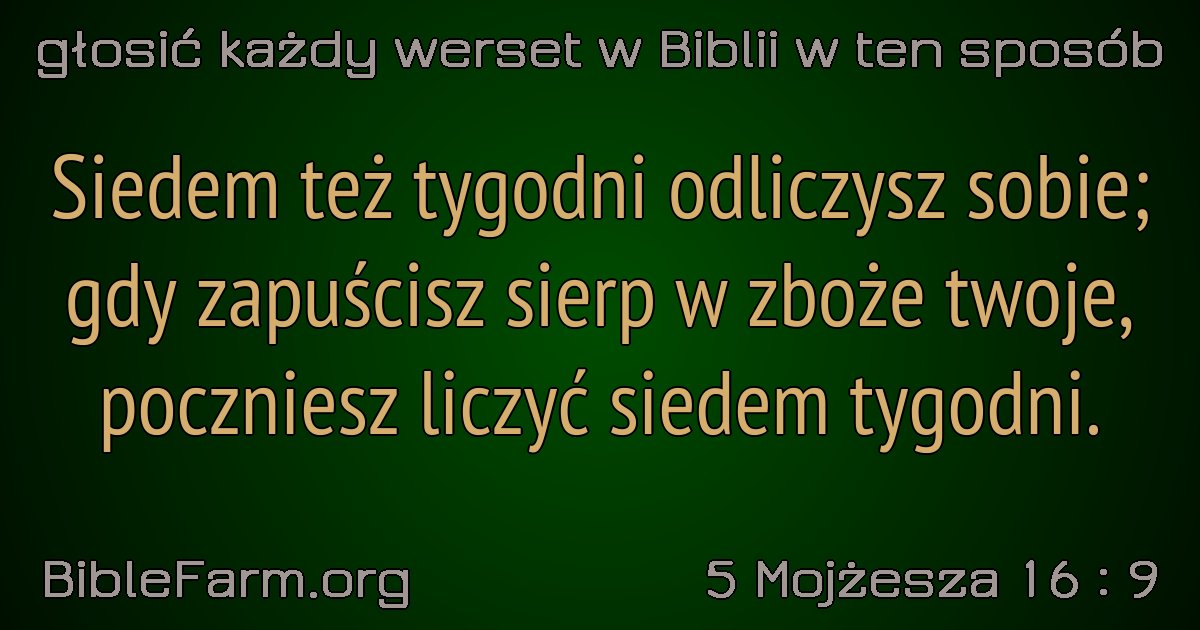 głosić każdy werset w Biblii w ten sposób
Siedem też tygodni odliczysz sobie;
gdy zapuścisz sierp w zboże twoje,
poczniesz liczyć siedem tygodni.
BibleFarm.org
5 Mojżesza 16 : 9